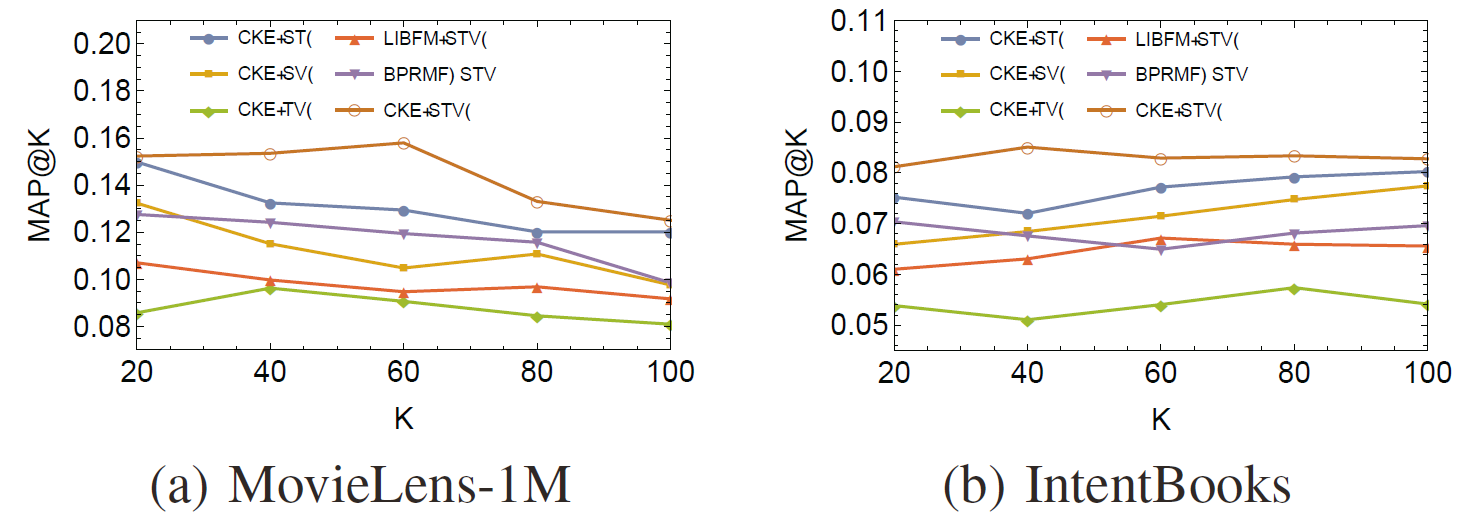 0.20
0.18
0.16
0.14
0.12
0.10
0.08
MAP@K
CKE+ST( LIBFM+STV(
CKE+SV( BPRMF) STV
CKE+TV( CKE+STV(
20 40 60 80 100
K
(a) MovieLens-1M
0.11
0.10
0.09
0.08
0.07
0.06
0.05
MAP@K
CKE+ST( LIBFM+STV(
CKE+SV( BPRMF) STV
CKE+TV( CKE+STV(
20 40 60 80 100
K
(b) IntentBooks